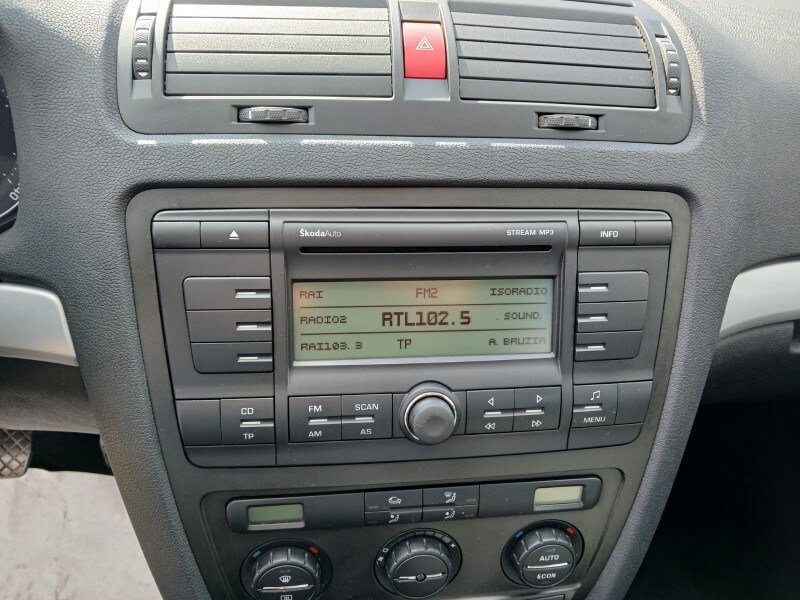 ŠkodaAuto STREAM MP3 INFO
RAI FM2 ISORADIO
RADIO2 RTL102.5 . SOUND.
RAI103.3 TP A. BRUZIA
CD FM SCAN
TP AM AS MENU
AUTO
ECON